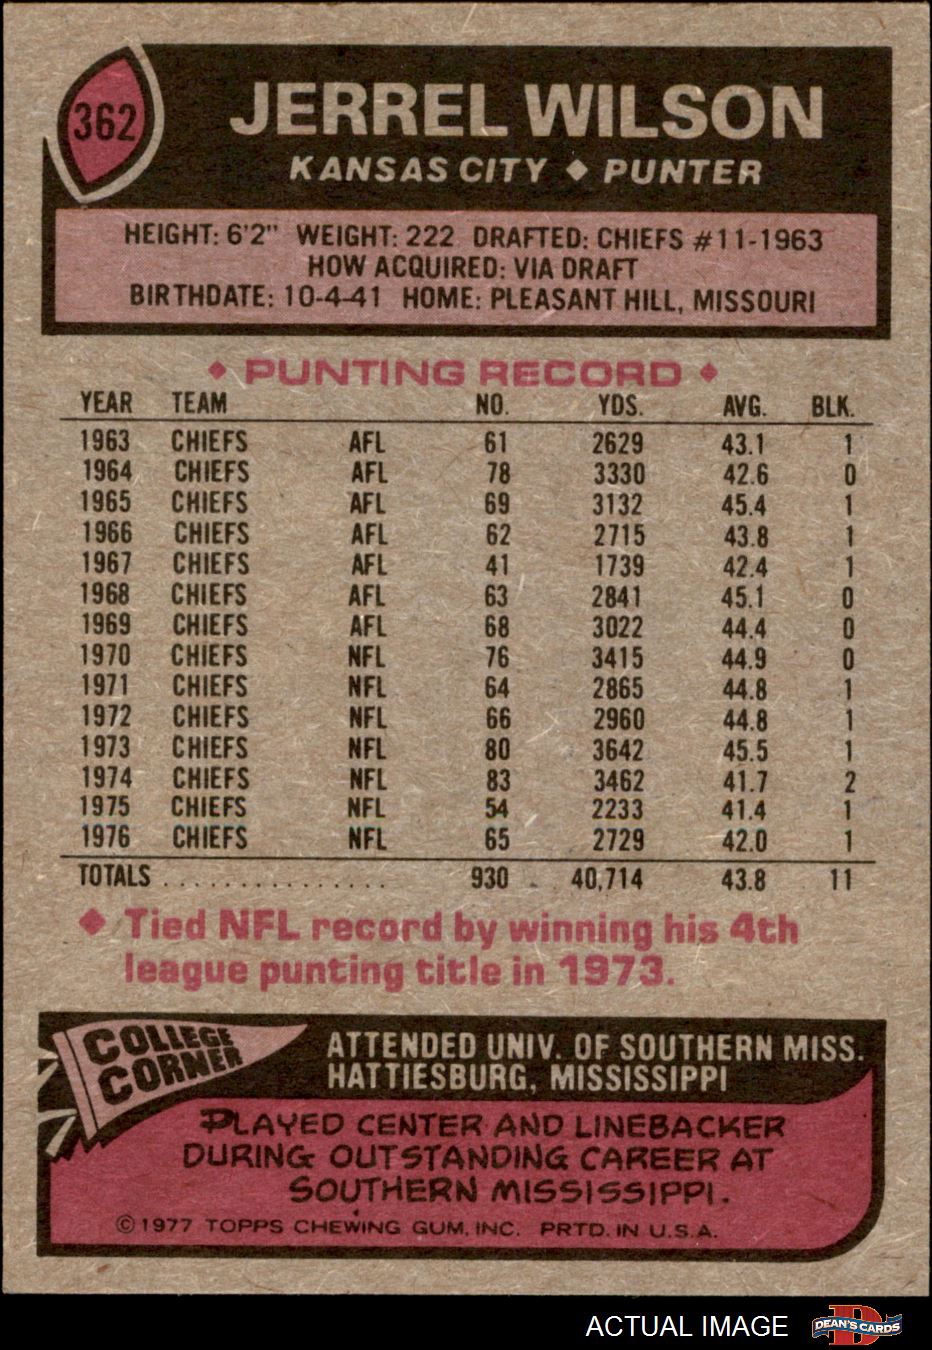 362
JERREL WILSON
KANSAS CITY ◆ PUNTER
HEIGHT: 6'2" WEIGHT: 222 DRAFTED: CHIEFS #11-1963
HOW ACQUIRED: VIA DRAFT
BIRTHDATE: 10-4-41 HOME: PLEASANT HILL, MISSOURI
◆ PUNTING RECORD ◆
YEAR TEAM NO. YDS. AVG. BLK.
1963 CHIEFS AFL 61 2629 43.1 1
1964 CHIEFS AFL 78 3330 42.6 0
1965 CHIEFS AFL 69 3132 45.4 1
1966 CHIEFS AFL 62 2715 43.8 1
1967 CHIEFS AFL 41 1739 42.4 1
1968 CHIEFS AFL 63 2841 45.1 0
1969 CHIEFS AFL 68 3022 44.4 0
1970 CHIEFS NFL 76 3415 44.9 0
1971 CHIEFS NFL 64 2865 44.8 1
1972 CHIEFS NFL 66 2960 44.8 1
1973 CHIEFS NFL 80 3642 45.5 1
1974 CHIEFS NFL 83 3462 41.7 2
1975 CHIEFS NFL 54 2233 41.4 1
1976 CHIEFS NFL 65 2729 42.0 1
TOTALS . . . . . . . . . . . . . . . 930 40,714 43.8 11
◆ Tied NFL record by winning his 4th
league punting title in 1973.
COLLEGE
CORNER
ATTENDED UNIV. OF SOUTHERN MISS.
HATTIESBURG, MISSISSIPPI
PLAYED CENTER AND LINEBACKER
DURING OUTSTANDING CAREER AT
SOUTHERN MISSISSIPPI.
©1977 TOPPS CHEWING GUM, INC. PRTD. IN U.S.A.
ACTUAL IMAGE
D
DEAN'S CARDS